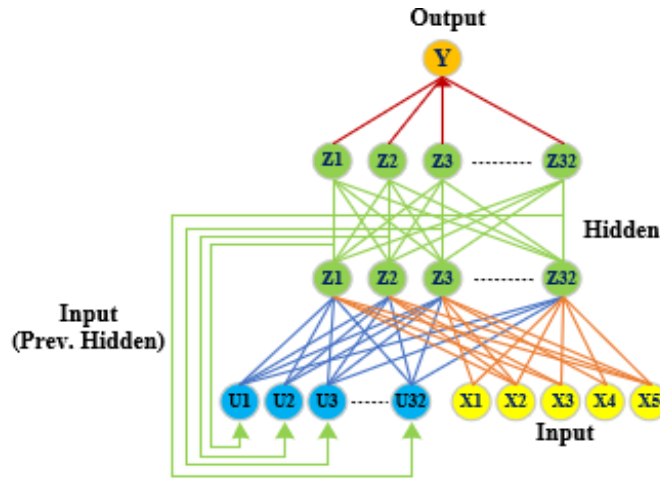 Output
Y
Z1 Z2 Z3 Z32
Hidden
Z1 Z2 Z3 Z32
Input
(Prev. Hidden)
U1 U2 U3 U32 X1 X2 X3 X4 X5
Input